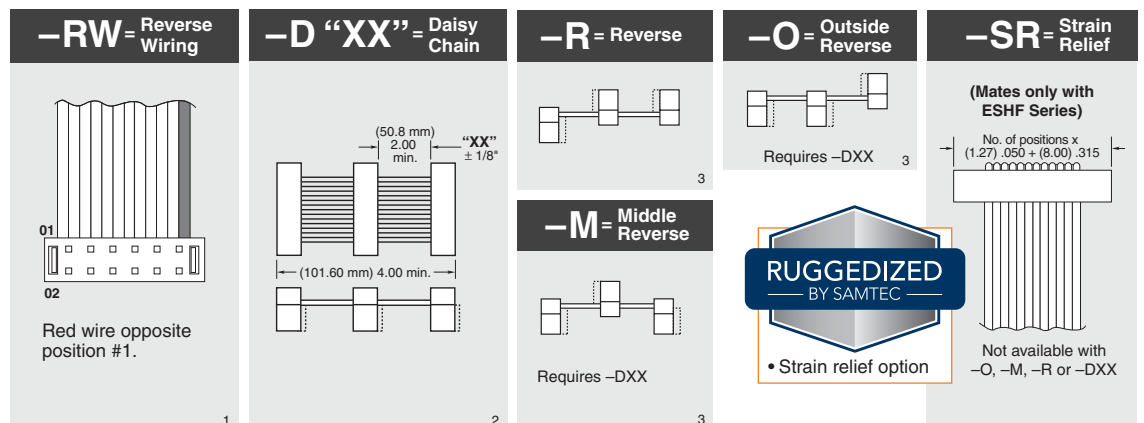 –RW= Reverse
Wiring
01
02
Red wire opposite
position #1.
1
–D “XX”= Daisy
Chain
(50.8 mm)
2.00
min.
“XX”
± 1/8"
(101.60 mm) 4.00 min.
2
–R= Reverse
3
–M= Middle
Reverse
Requires –DXX
3
–O= Outside
Reverse
Requires –DXX
3
RUGGEDIZED
BY SAMTEC
• Strain relief option
–SR= Strain
Relief
(Mates only with
ESHF Series)
No. of positions x
(1.27) .050 + (8.00) .315
Not available with
–O, –M, –R or –DXX